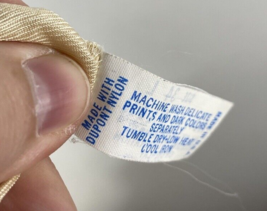 MADE WITH
DUPONT NYLON
MACHINE WASH DELICATE
PRINTS AND DARK COLORS
SEPARATELY
TUMBLE DRY-LOW HEAT
COOL IRON